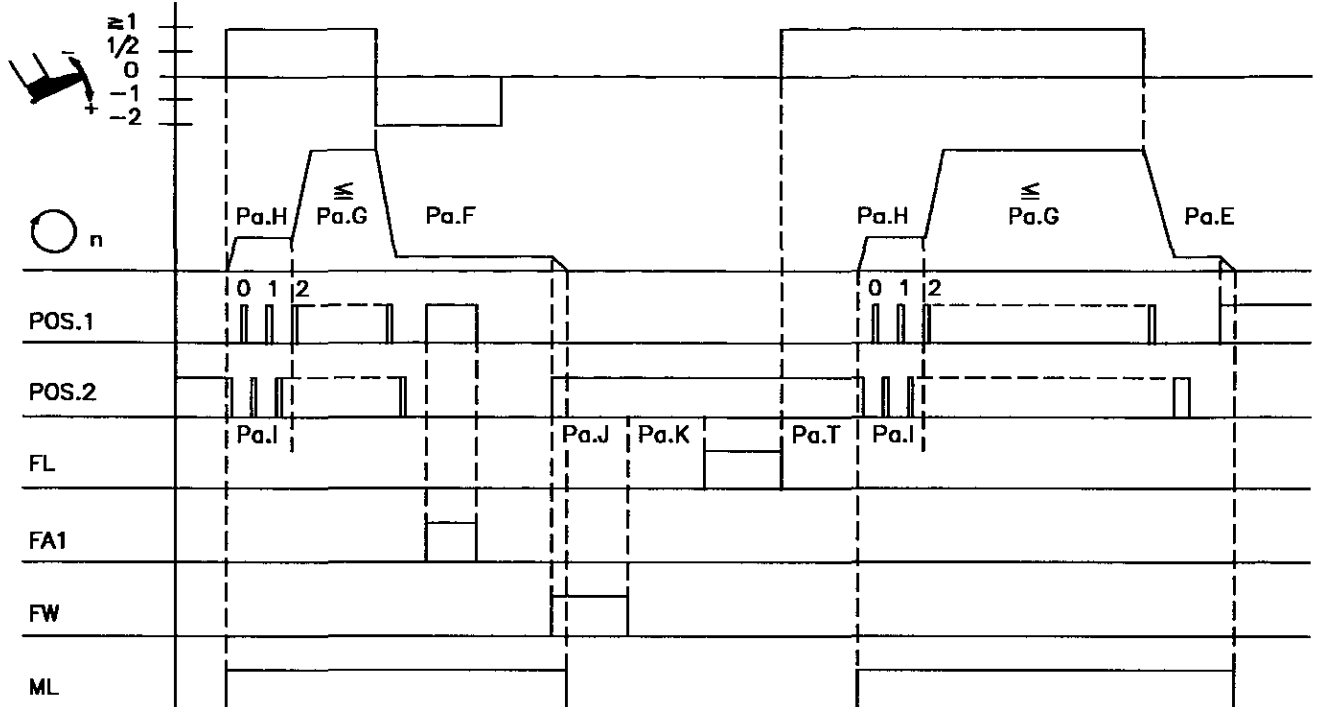 ≥1
1/2
0
-1
-2
-
+
n
Pa.H
≤
Pa.G
Pa.F
Pa.H
≤
Pa.G
Pa.E
0 1 2
0 1 2
POS.1
POS.2
Pa.I
Pa.J
Pa.K
Pa.T
Pa.I
FL
FA1
FW
ML